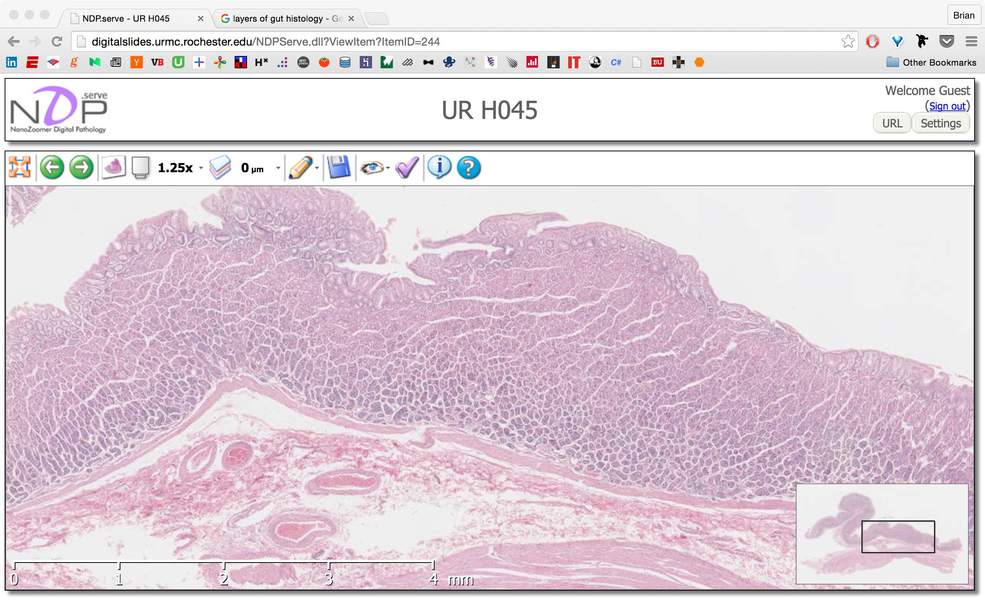 NDP.serve - UR H045
layers of gut histology - Go
Brian
digitalslides.urmc.rochester.edu/NDPServe.dll?ViewItem?ItemID=244
Other Bookmarks
NDP .serve
NanoZoomer Digital Pathology
UR H045
Welcome Guest
(Sign out)
URL Settings
1.25x 0 µm
0 1 2 3 4 mm